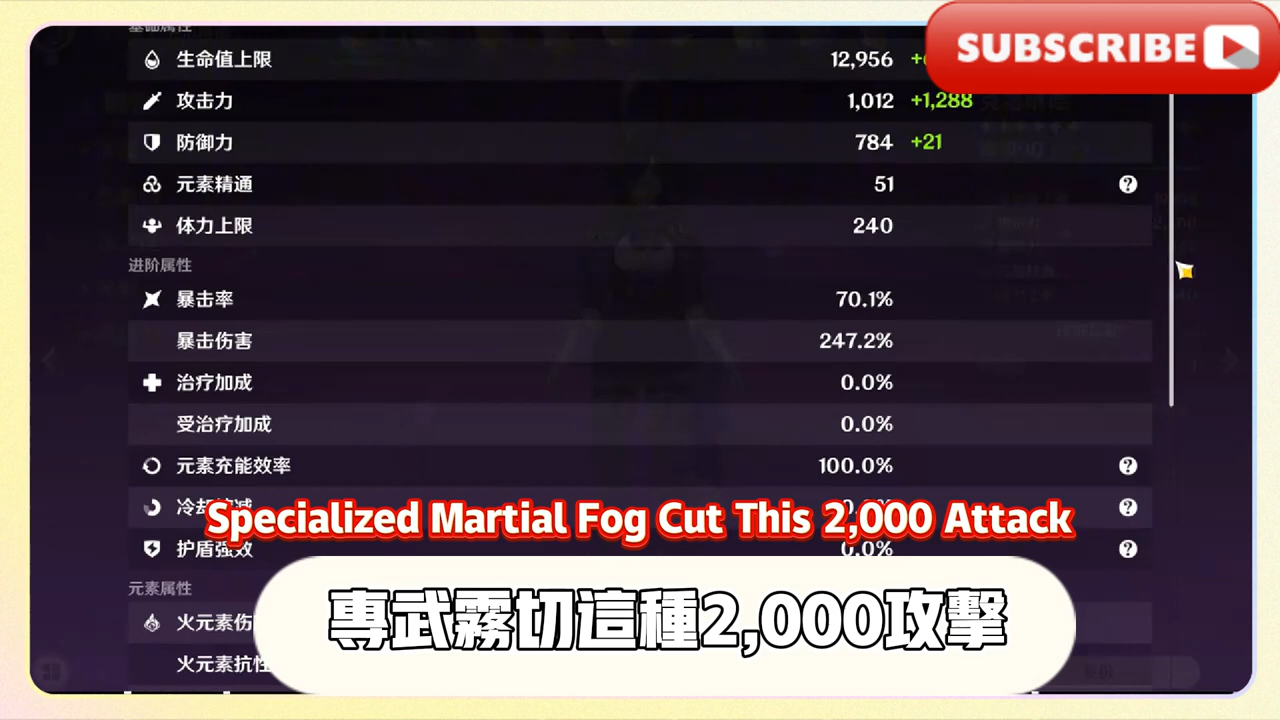 基础属性
SUBSCRIBE
生命值上限 12,956
攻击力 1,012 +1,288
防御力 784 +21
元素精通 51
体力上限 240
进阶属性
暴击率 70.1%
暴击伤害 247.2%
治疗加成 0.0%
受治疗加成 0.0%
元素充能效率 100.0%
Specialized Martial Fog Cut This 2,000 Attack
护盾强效 0.0%
元素属性
專武霧切這種2,000攻擊
火元素伤
火元素抗性